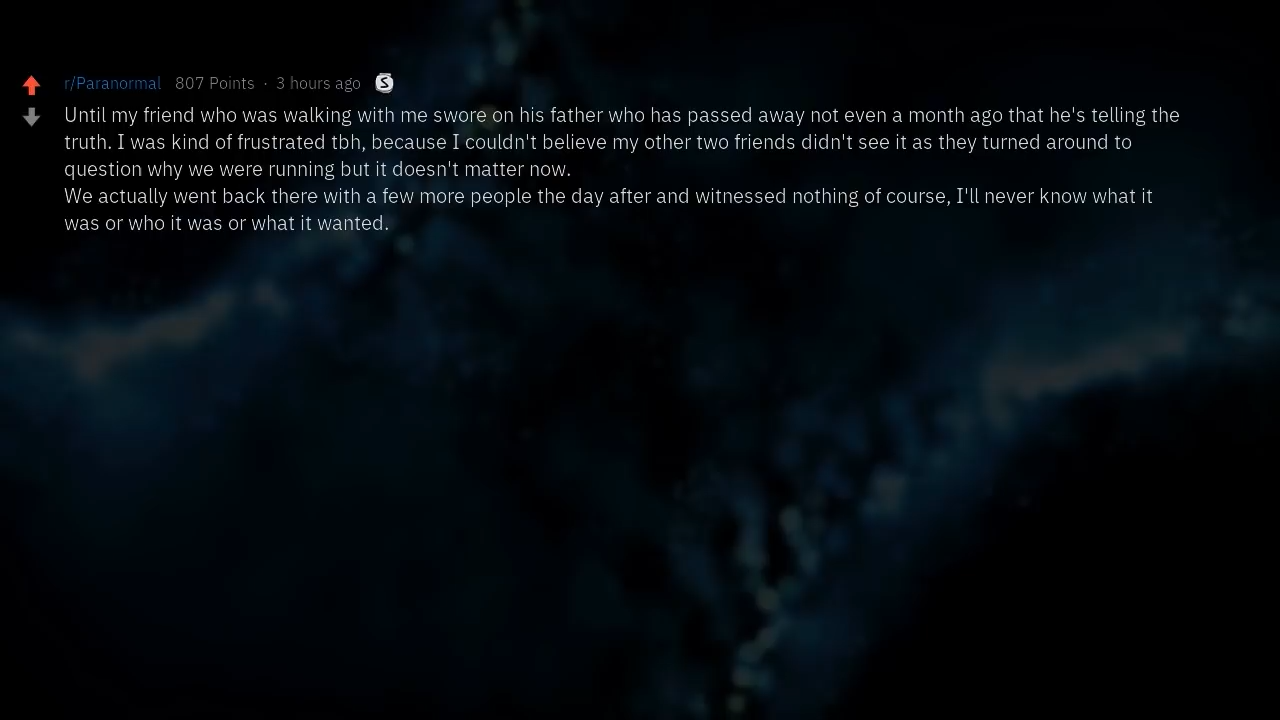 r/Paranormal 807 Points · 3 hours ago S
Until my friend who was walking with me swore on his father who has passed away not even a month ago that he's telling the
truth. I was kind of frustrated tbh, because I couldn't believe my other two friends didn't see it as they turned around to
question why we were running but it doesn't matter now.
We actually went back there with a few more people the day after and witnessed nothing of course, I'll never know what it
was or who it was or what it wanted.